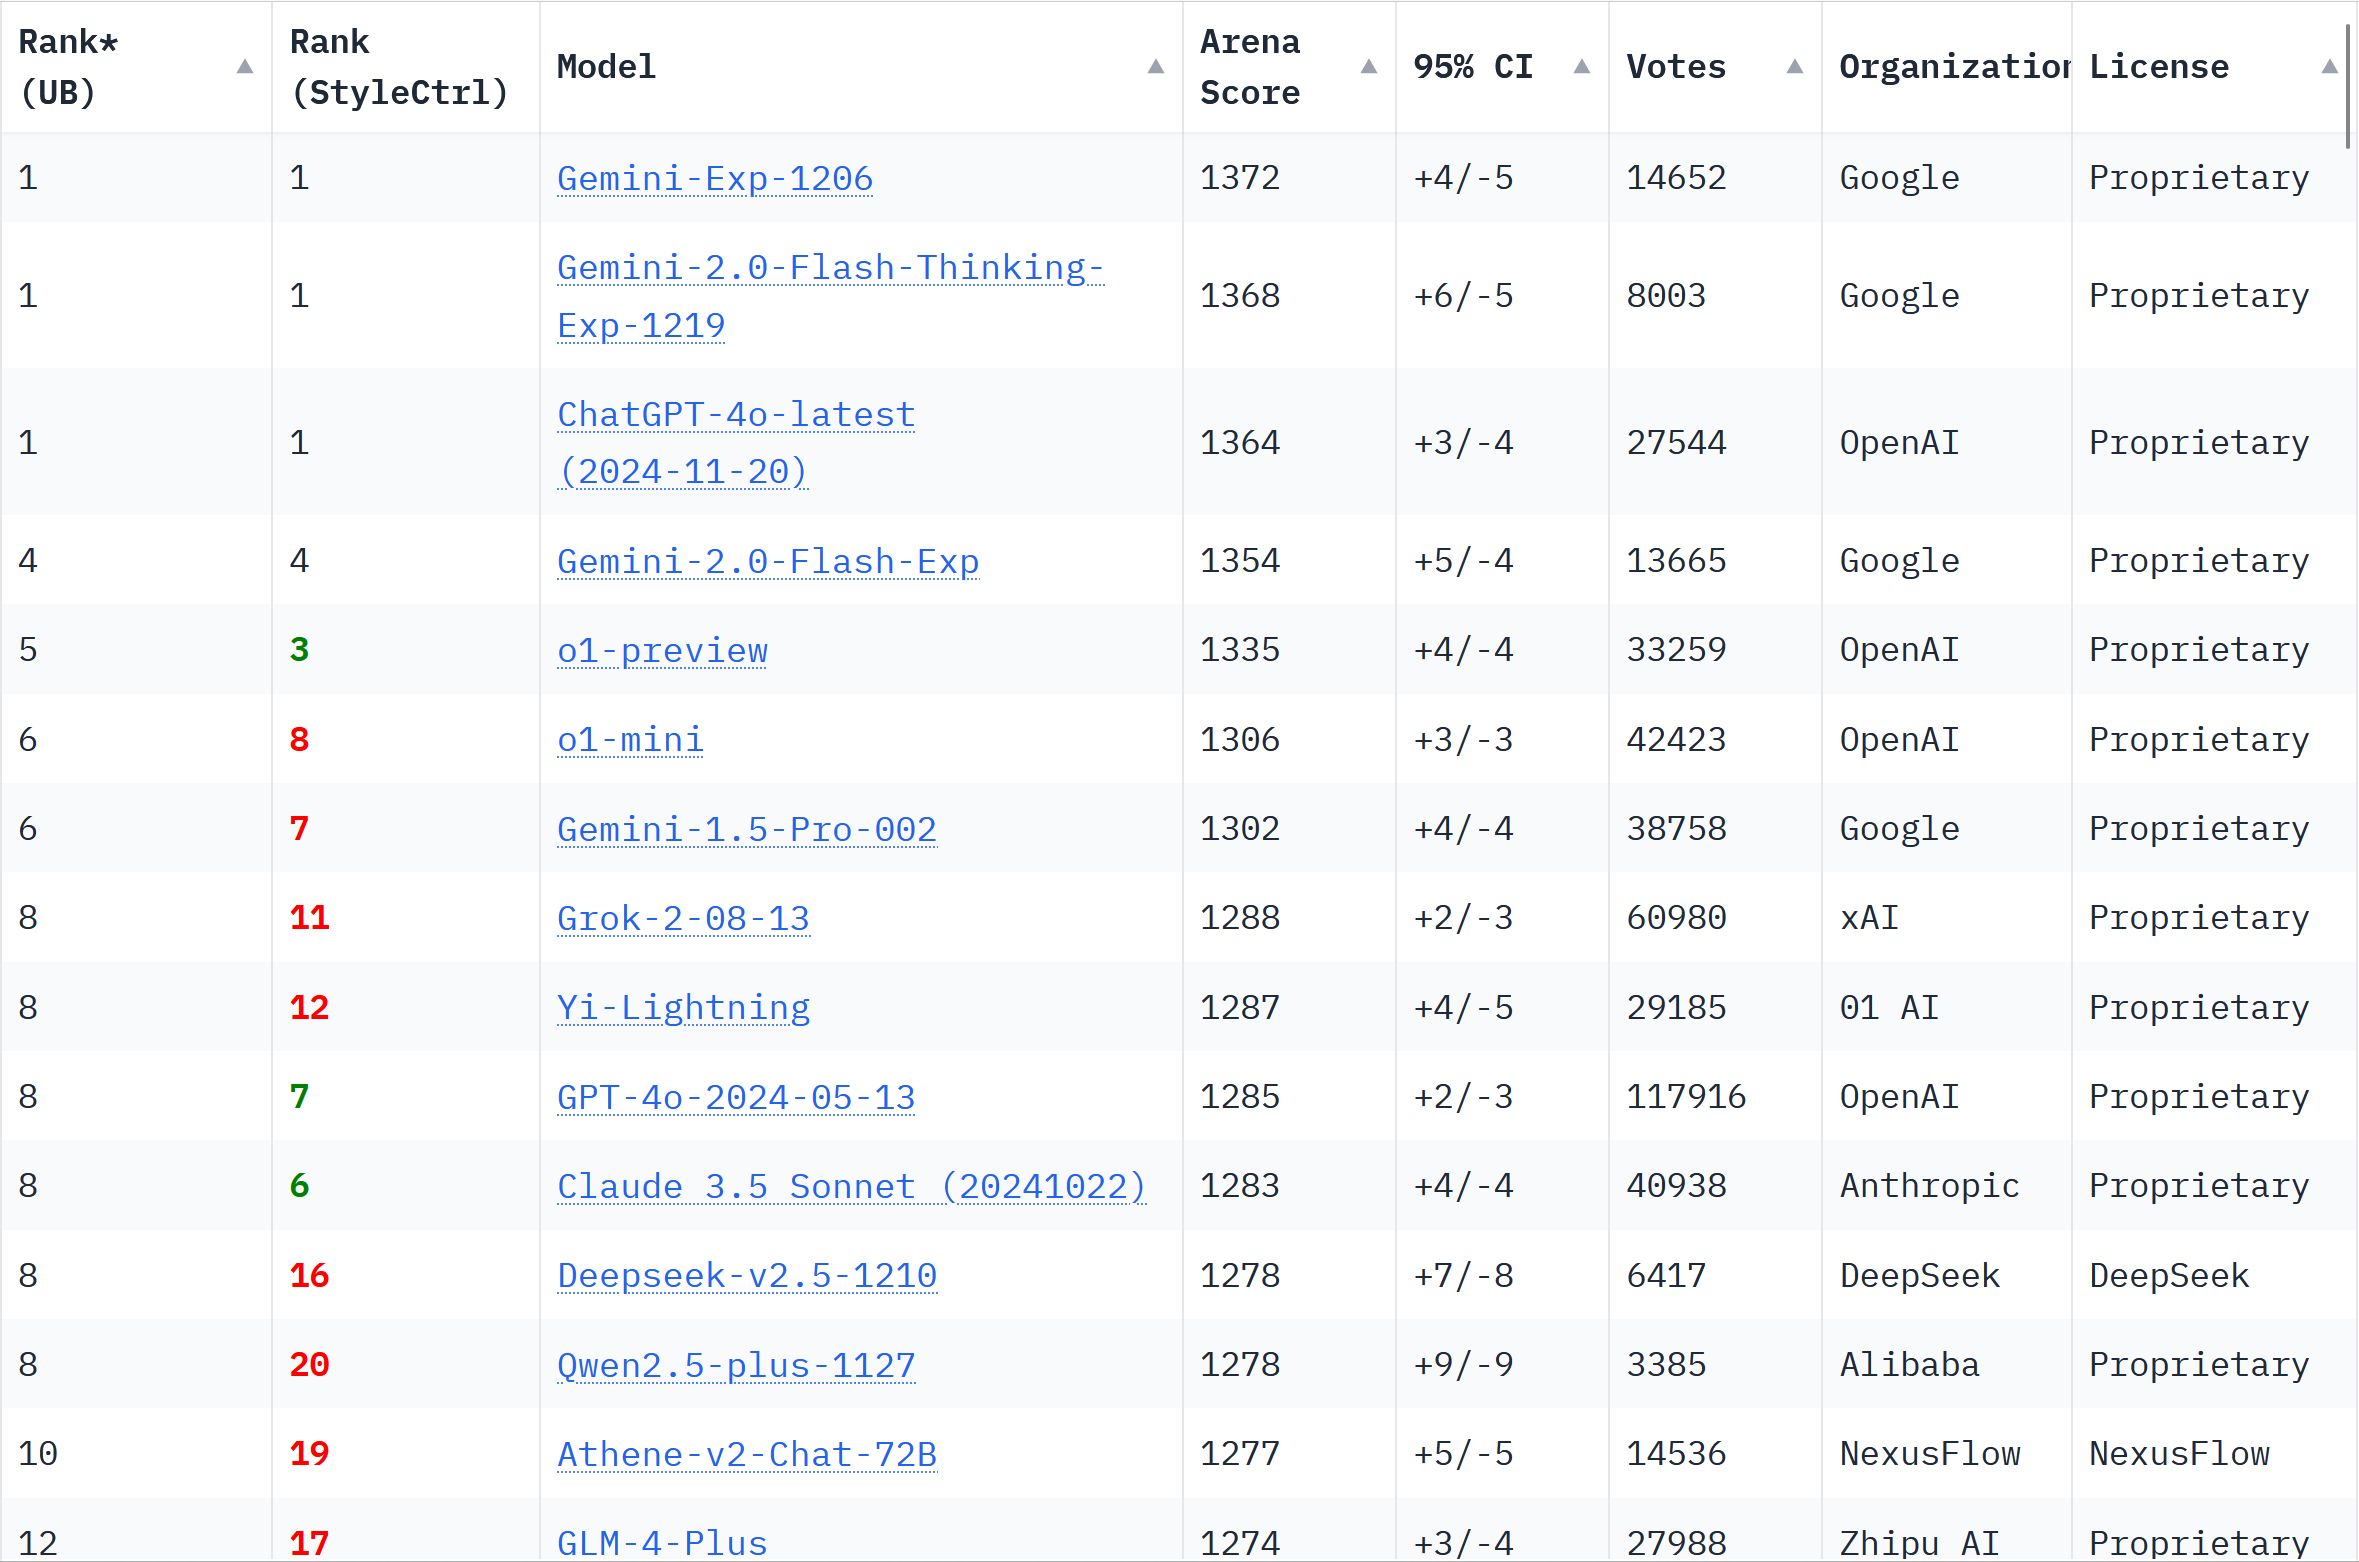 Rank* (UB) Rank (StyleCtrl) Model Arena Score 95% CI Votes Organization License
1 1 Gemini-Exp-1206 1372 +4/-5 14652 Google Proprietary
1 1 Gemini-2.0-Flash-Thinking-Exp-1219 1368 +6/-5 8003 Google Proprietary
1 1 ChatGPT-4o-latest (2024-11-20) 1364 +3/-4 27544 OpenAI Proprietary
4 4 Gemini-2.0-Flash-Exp 1354 +5/-4 13665 Google Proprietary
5 3 o1-preview 1335 +4/-4 33259 OpenAI Proprietary
6 8 o1-mini 1306 +3/-3 42423 OpenAI Proprietary
6 7 Gemini-1.5-Pro-002 1302 +4/-4 38758 Google Proprietary
8 11 Grok-2-08-13 1288 +2/-3 60980 xAI Proprietary
8 12 Yi-Lightning 1287 +4/-5 29185 01 AI Proprietary
8 7 GPT-4o-2024-05-13 1285 +2/-3 117916 OpenAI Proprietary
8 6 Claude 3.5 Sonnet (20241022) 1283 +4/-4 40938 Anthropic Proprietary
8 16 Deepseek-v2.5-1210 1278 +7/-8 6417 DeepSeek DeepSeek
8 20 Qwen2.5-plus-1127 1278 +9/-9 3385 Alibaba Proprietary
10 19 Athene-v2-Chat-72B 1277 +5/-5 14536 NexusFlow NexusFlow
12 17 GLM-4-Plus 1274 +3/-4 27988 Zhipu AI Proprietary